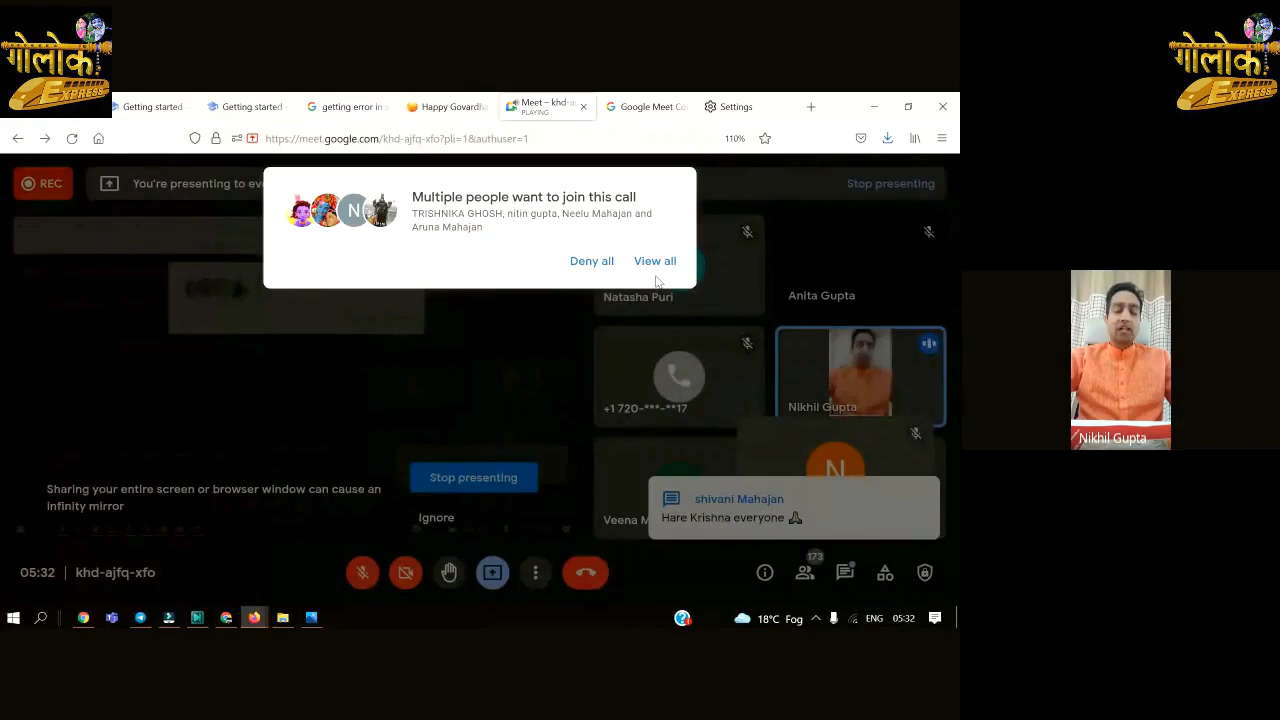 गोलोक
EXPRESS
गोलोक
EXPRESS
Getting started
Getting started
getting error in s
Happy Govardha
Meet – khd-aj
PLAYING
Google Meet Co
Settings
https://meet.google.com/khd-ajfq-xfo?pli=1&authuser=1
110%
REC
You're presenting to eve
Stop presenting
Multiple people want to join this call
TRISHNIKA GHOSH, nitin gupta, Neelu Mahajan and
Aruna Mahajan
Deny all
View all
N
Natasha Puri
Anita Gupta
+1 720-***-**17
Nikhil Gupta
Nikhil Gupta
N
Stop presenting
Sharing your entire screen or browser window can cause an
infinity mirror
Ignore
Veena M
shivani Mahajan
Hare Krishna everyone 🙏
05:32 | khd-ajfq-xfo
173
18°C Fog
ENG
05:32